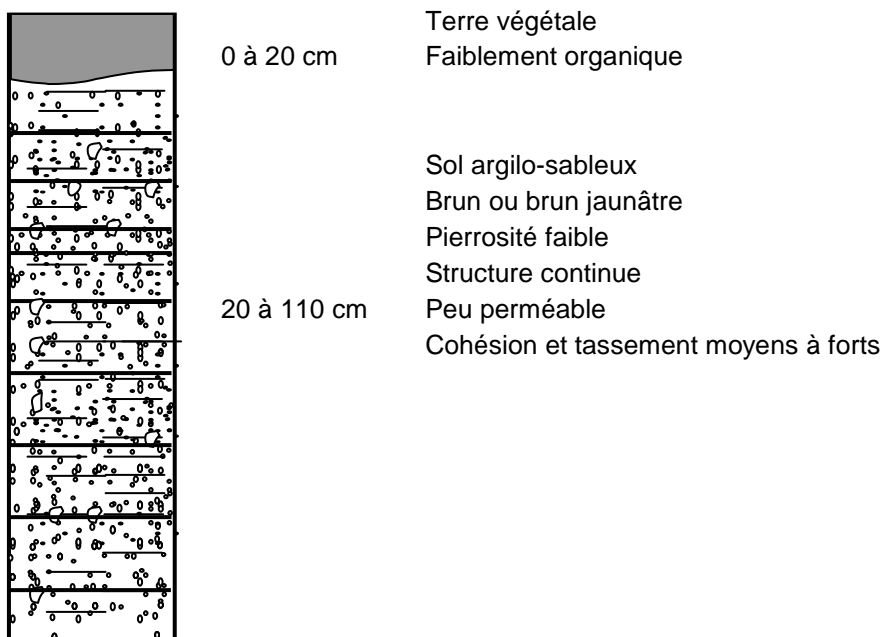 Terre végétale
0 à 20 cm Faiblement organique
Sol argilo-sableux
Brun ou brun jaunâtre
Pierrosité faible
Structure continue
20 à 110 cm Peu perméable
Cohésion et tassement moyens à forts